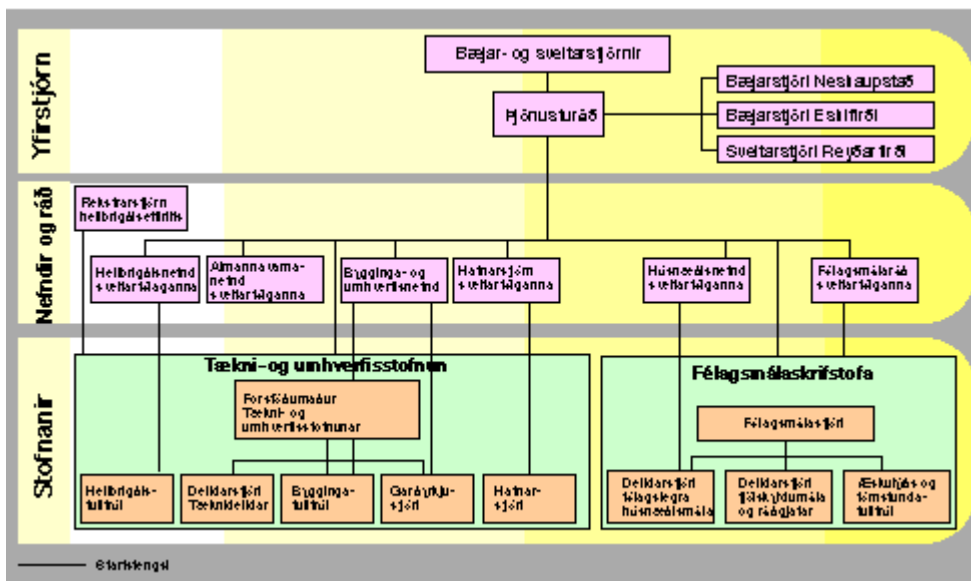 Yfirstjórn
Bæjar- og sveitarstjórnir
Þjónusturáð
Bæjarstjóri Neskaupstað
Bæjarstjóri Eskifirði
Sveitarstjóri Reyðarfirði
Nefndir og ráð
Rekstrarstjórn
heilbrigðiseftirlits
Heilbrigðisnefnd
sveitarfélaganna
Almannavarna-
nefnd
sveitarfélganna
Bygginga- og
umhverfisnefnd
Hafnarsjórn
sveitarfélganna
Húsnæðisnefnd
sveitarfélaganna
Félagsmálaráð
sveitarfélaganna
Stofnanir
Tækni- og umhverfisstofnun
Forstöðumaður
Tækni- og
umhverfisstofnunar
Heilbrigðis-
fulltrúi
Deildarstjóri
Tæknideildar
Bygginga-
fulltrúi
Garðyrkju-
stjóri
Hafnar-
stjóri
Félagsmálaskrifstofa
Félagsmálastjóri
Deildarstjóri
félagslegra
húsnæðismála
Deildarstjóri
fjölskyldumála
og ráðgjafar
Æskulýðs og
tómstunda-
fulltrúi
Starfstengsl